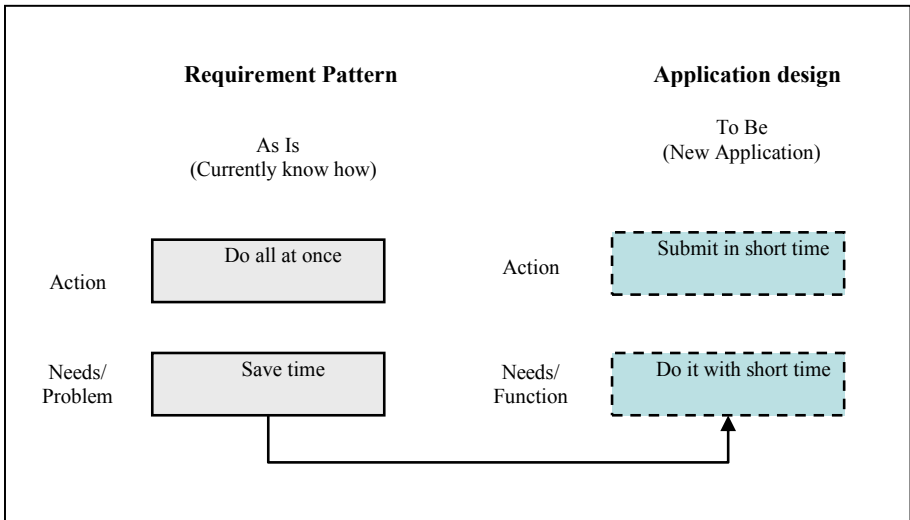 Requirement Pattern
Application design
As Is
(Currently know how)
To Be
(New Application)
Action
Do all at once
Action
Submit in short time
Needs/
Problem
Save time
Needs/
Function
Do it with short time